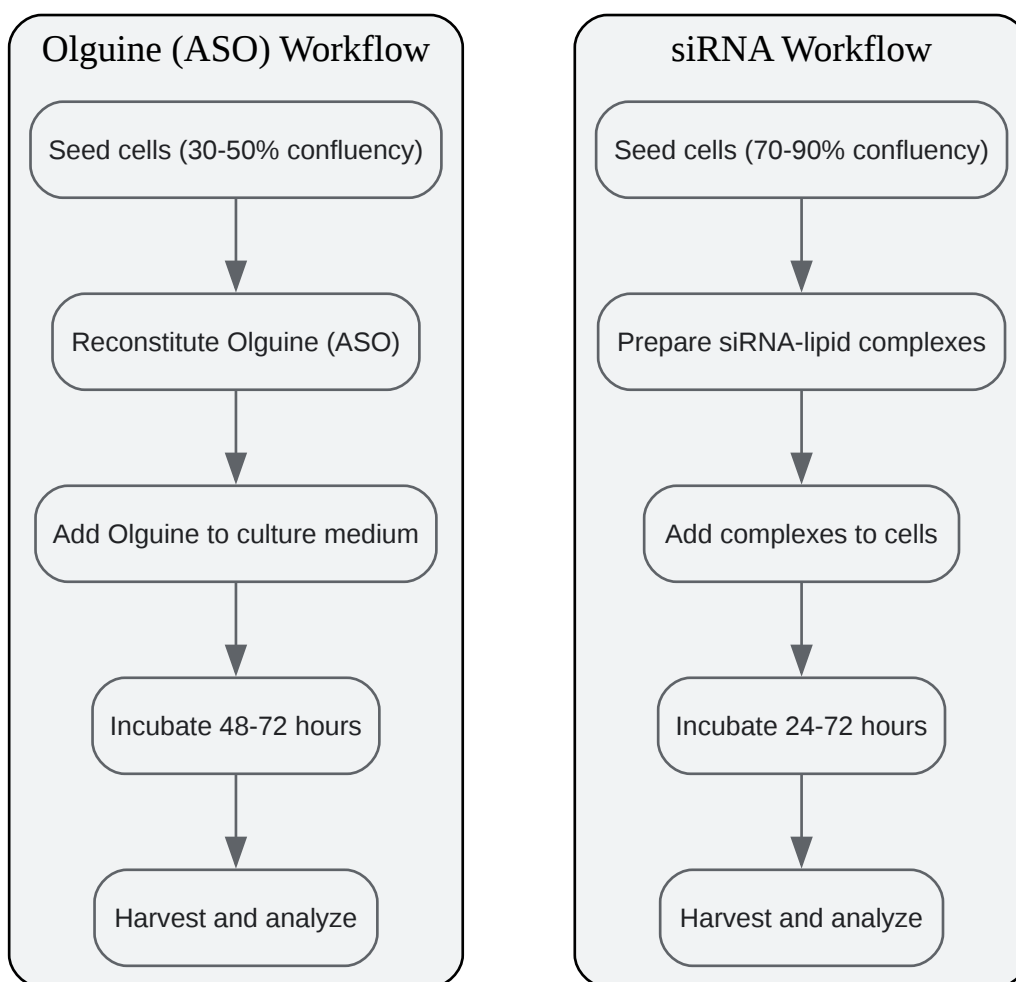 Olguine (ASO) Workflow
Seed cells (30-50% confluency)
Reconstitute Olguine (ASO)
Add Olguine to culture medium
Incubate 48-72 hours
Harvest and analyze
siRNA Workflow
Seed cells (70-90% confluency)
Prepare siRNA-lipid complexes
Add complexes to cells
Incubate 24-72 hours
Harvest and analyze